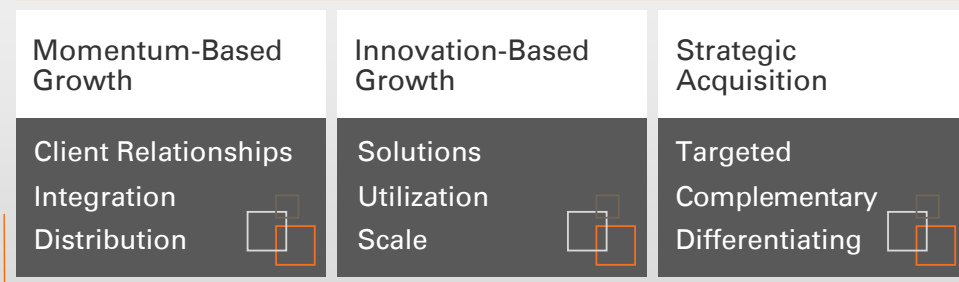 Momentum-Based
Growth
Client Relationships
Integration
Distribution
Innovation-Based
Growth
Solutions
Utilization
Scale
Strategic
Acquisition
Targeted
Complementary
Differentiating